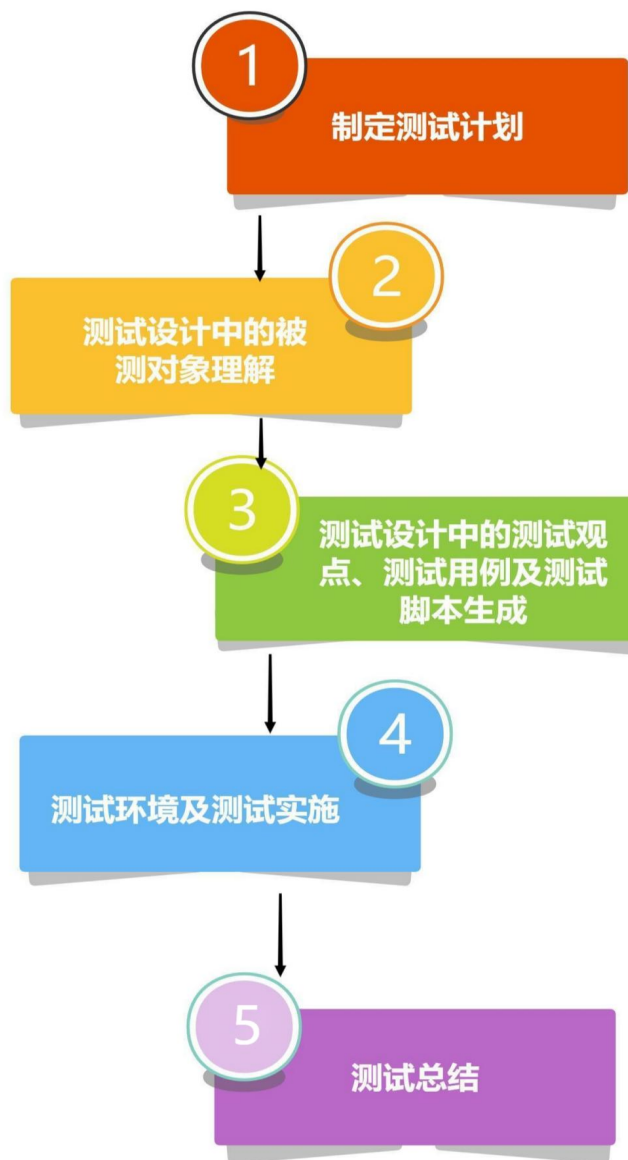 1
制定测试计划
2
测试设计中的被
测对象理解
3
测试设计中的测试观
点、测试用例及测试
脚本生成
4
测试环境及测试实施
5
测试总结